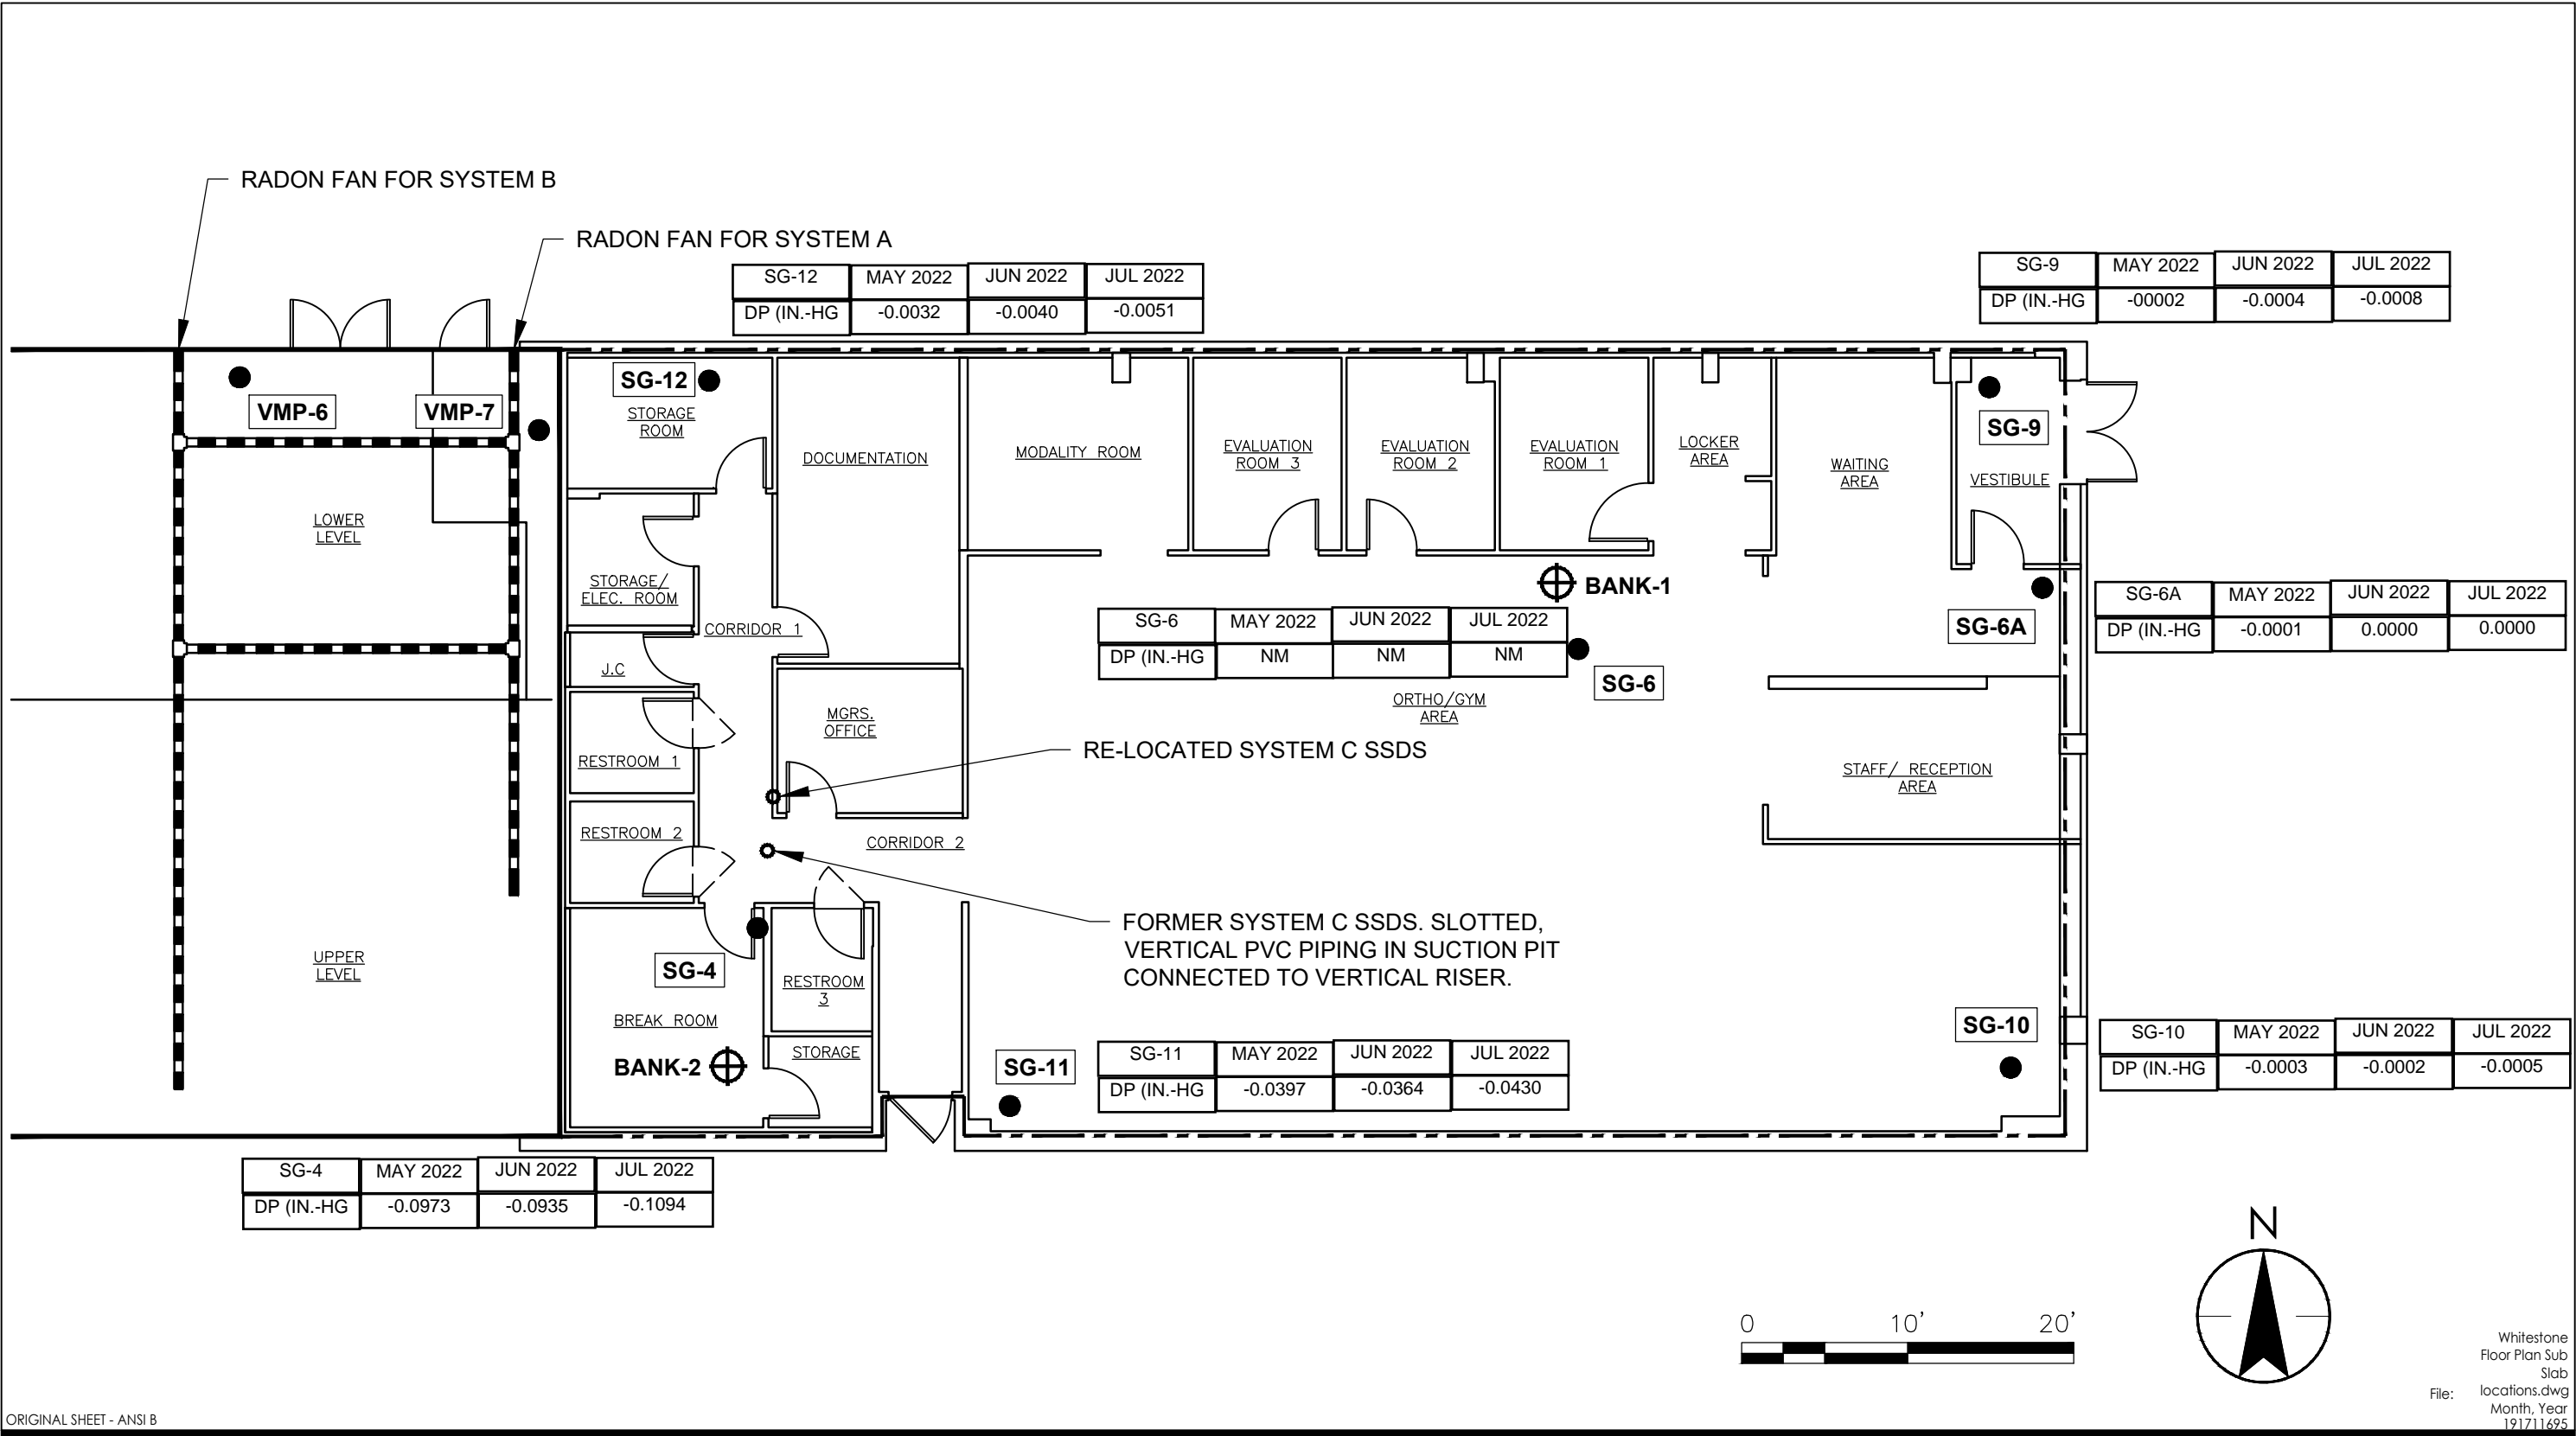 RADON FAN FOR SYSTEM B
RADON FAN FOR SYSTEM A
SG-12 MAY 2022 JUN 2022 JUL 2022
DP (IN.-HG -0.0032 -0.0040 -0.0051
SG-9 MAY 2022 JUN 2022 JUL 2022
DP (IN.-HG -00002 -0.0004 -0.0008
VMP-6
VMP-7
SG-12
STORAGE
ROOM
DOCUMENTATION
MODALITY ROOM
EVALUATION
ROOM 3
EVALUATION
ROOM 2
EVALUATION
ROOM 1
LOCKER
AREA
WAITING
AREA
SG-9
VESTIBULE
LOWER
LEVEL
STORAGE/
ELEC. ROOM
CORRIDOR 1
J.C
BANK-1
SG-6 MAY 2022 JUN 2022 JUL 2022
DP (IN.-HG NM NM NM
SG-6
ORTHO/GYM
AREA
SG-6A
SG-6A MAY 2022 JUN 2022 JUL 2022
DP (IN.-HG -0.0001 0.0000 0.0000
MGRS.
OFFICE
RE-LOCATED SYSTEM C SSDS
RESTROOM 1
STAFF/ RECEPTION
AREA
RESTROOM 2
CORRIDOR 2
FORMER SYSTEM C SSDS. SLOTTED,
VERTICAL PVC PIPING IN SUCTION PIT
CONNECTED TO VERTICAL RISER.
UPPER
LEVEL
SG-4
RESTROOM
3
BREAK ROOM
STORAGE
BANK-2
SG-11
SG-11 MAY 2022 JUN 2022 JUL 2022
DP (IN.-HG -0.0397 -0.0364 -0.0430
SG-10
SG-10 MAY 2022 JUN 2022 JUL 2022
DP (IN.-HG -0.0003 -0.0002 -0.0005
SG-4 MAY 2022 JUN 2022 JUL 2022
DP (IN.-HG -0.0973 -0.0935 -0.1094
N
0 10' 20'
Whitestone
Floor Plan Sub
Slab
File: locations.dwg
Month, Year
191711695
ORIGINAL SHEET - ANSI B